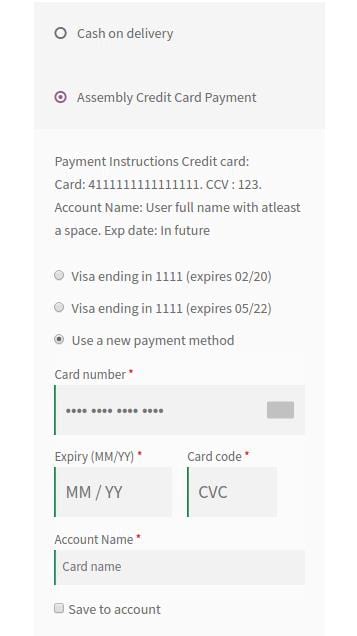 Cash on delivery
Assembly Credit Card Payment
Payment Instructions Credit card:
Card: 4111111111111111. CCV : 123.
Account Name: User full name with atleast
a space. Exp date: In future
Visa ending in 1111 (expires 02/20)
Visa ending in 1111 (expires 05/22)
Use a new payment method
Card number *
•••• •••• •••• ••••
Expiry (MM/YY) * Card code *
MM / YY CVC
Account Name *
Card name
Save to account